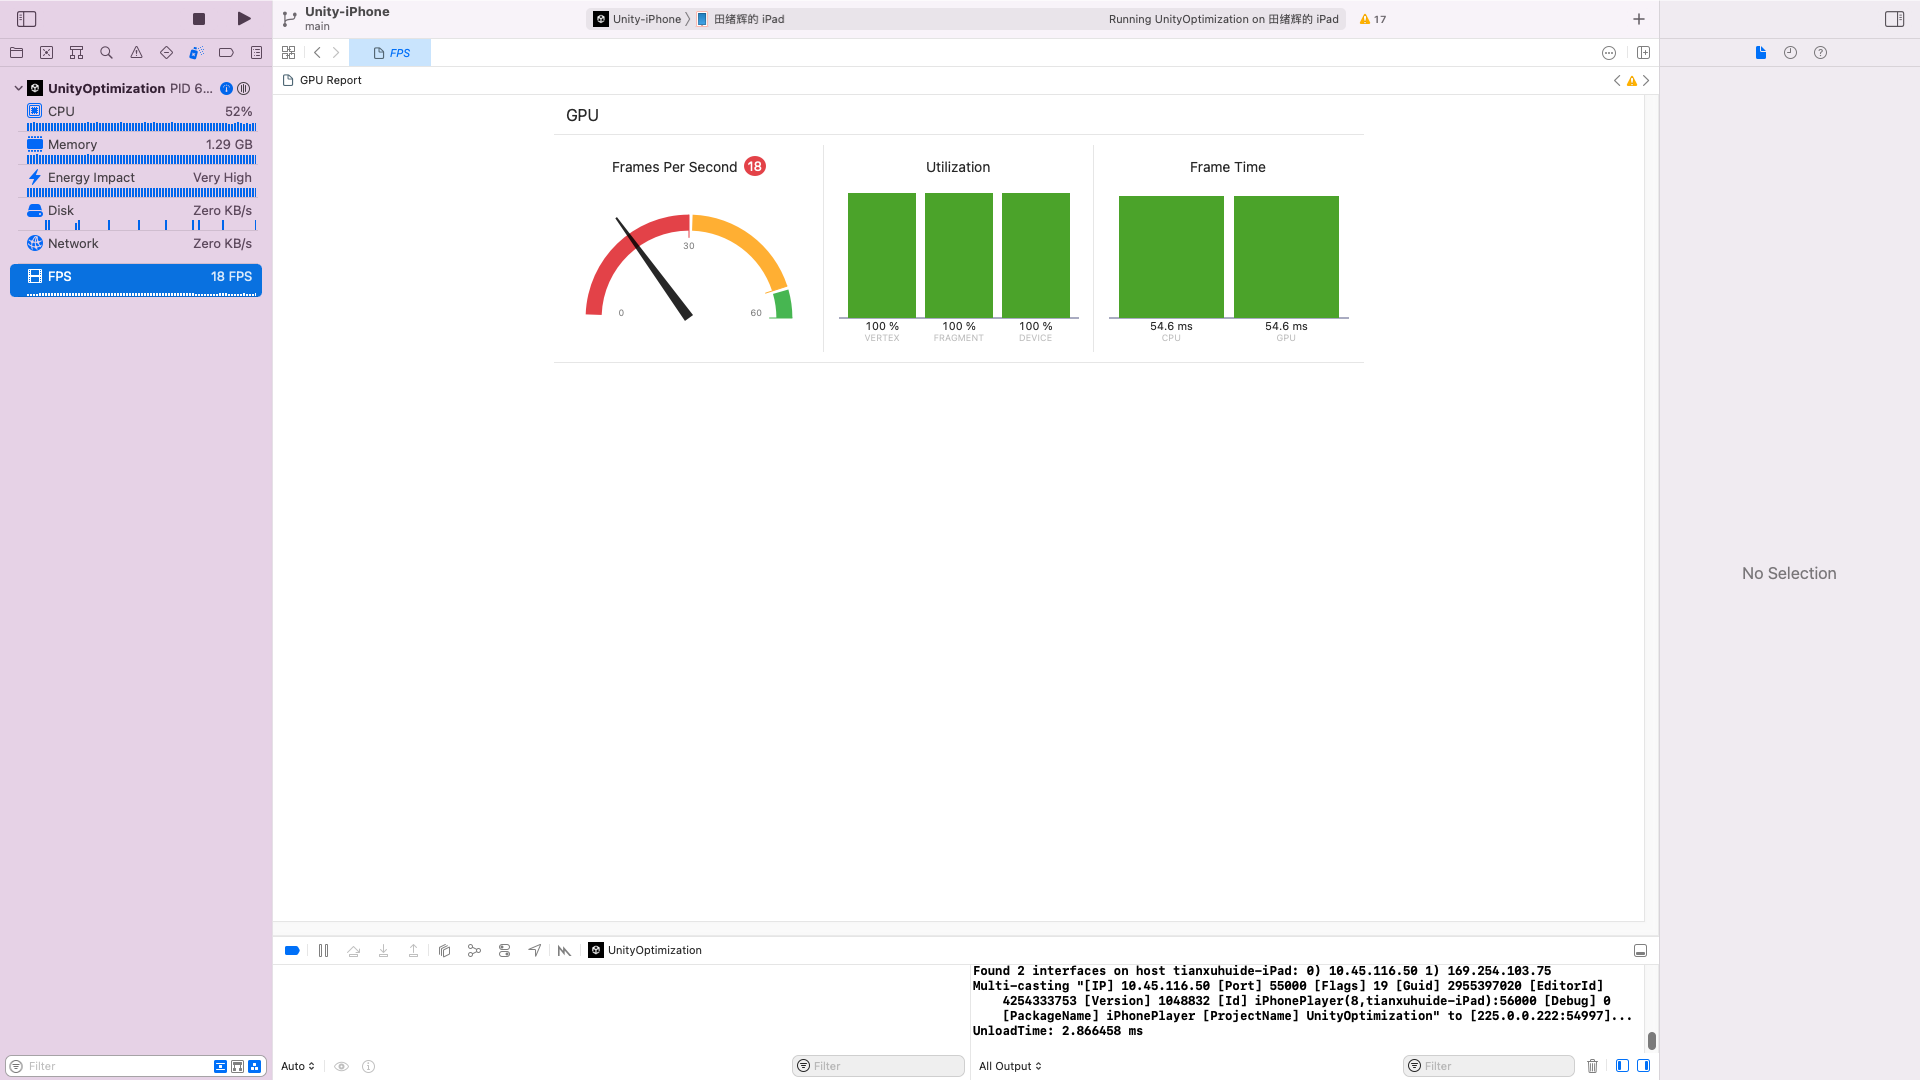 Unity-iPhone
main
Unity-iPhone
田绪辉的 iPad
Running UnityOptimization on 田绪辉的 iPad
17
FPS
GPU Report
UnityOptimization PID 6...
CPU 52%
Memory 1.29 GB
Energy Impact Very High
Disk Zero KB/s
Network Zero KB/s
FPS 18 FPS
GPU
Frames Per Second 18
30
0
60
Utilization
100 %
VERTEX
100 %
FRAGMENT
100 %
DEVICE
Frame Time
54.6 ms
CPU
54.6 ms
GPU
No Selection
UnityOptimization
Found 2 interfaces on host tianxuhuide-iPad: 0) 10.45.116.50 1) 169.254.103.75
Multi-casting "[IP] 10.45.116.50 [Port] 55000 [Flags] 19 [Guid] 2955397020 [EditorId]
4254333753 [Version] 1048832 [Id] iPhonePlayer(8,tianxuhuide-iPad):56000 [Debug] 0
[PackageName] iPhonePlayer [ProjectName] UnityOptimization" to [225.0.0.222:54997]...
UnloadTime: 2.866458 ms
Filter
Auto
Filter
All Output
Filter